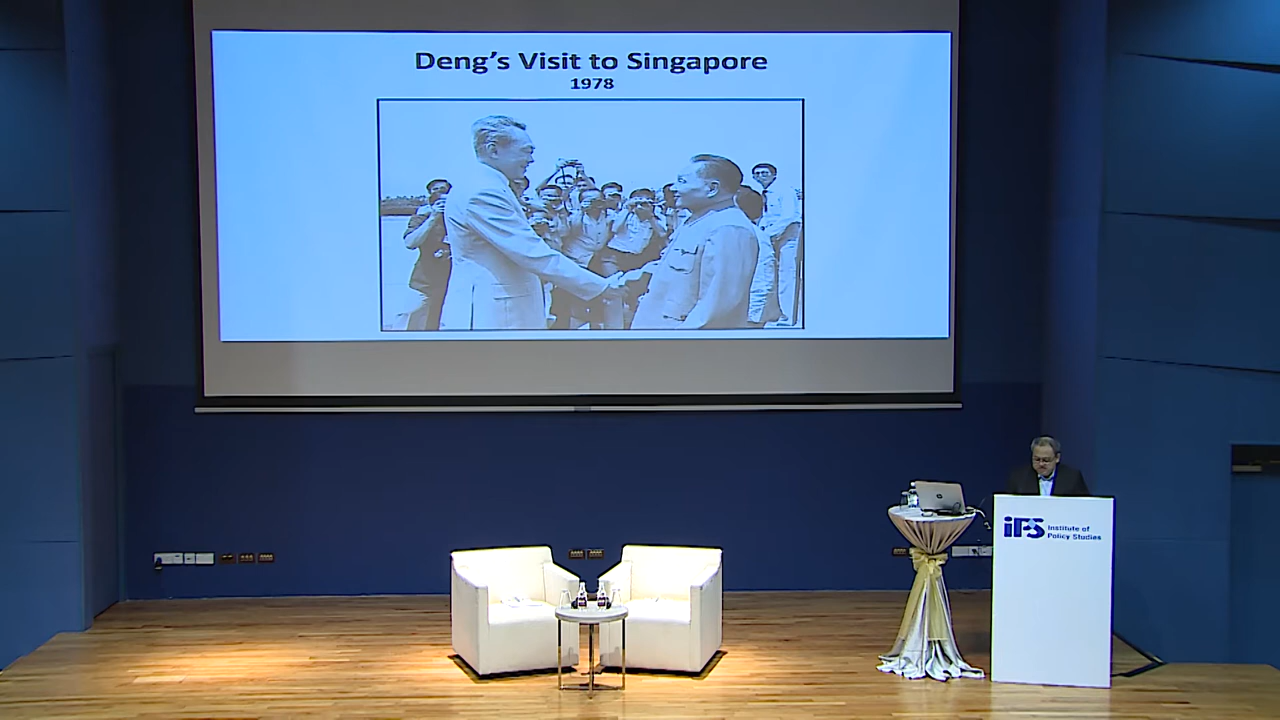 Deng's Visit to Singapore
1978
iPS
Institute of
Policy Studies